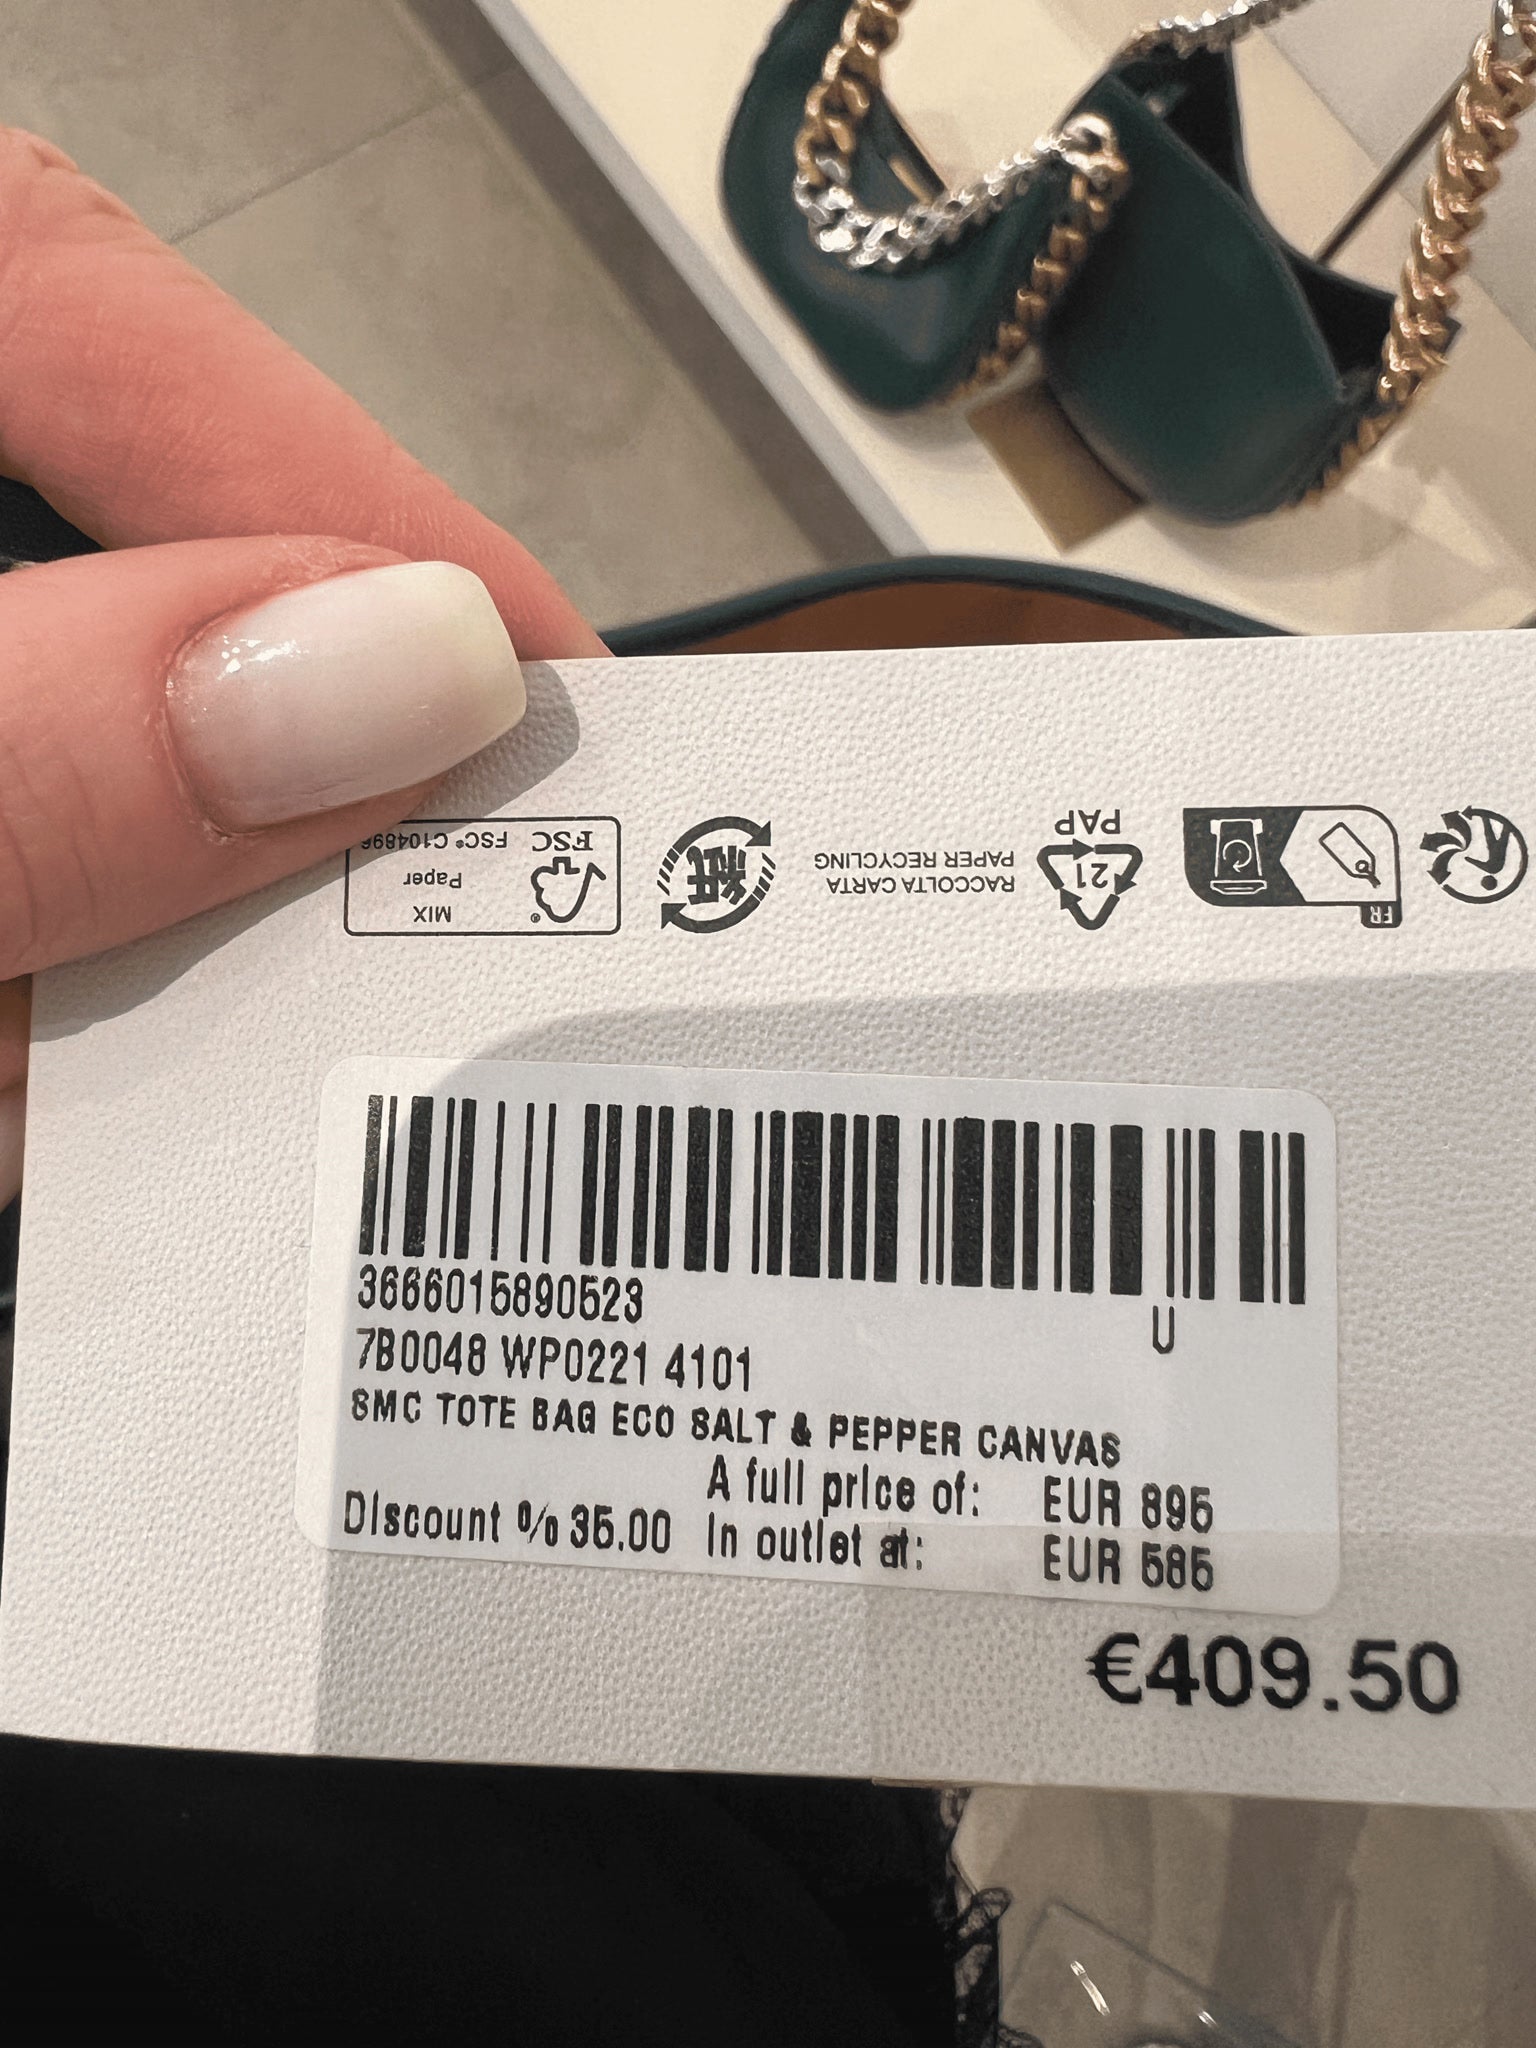 MIX
Paper
FSC® C104896
FSC
RACCOLTA CARTA
PAPER RECYCLING
21
PAP
FR
3666015890523
U
7B0048 WP0221 4101
SMC TOTE BAG ECO SALT & PEPPER CANVAS
A full price of: EUR 895
Discount % 35.00 In outlet at: EUR 585
€409.50